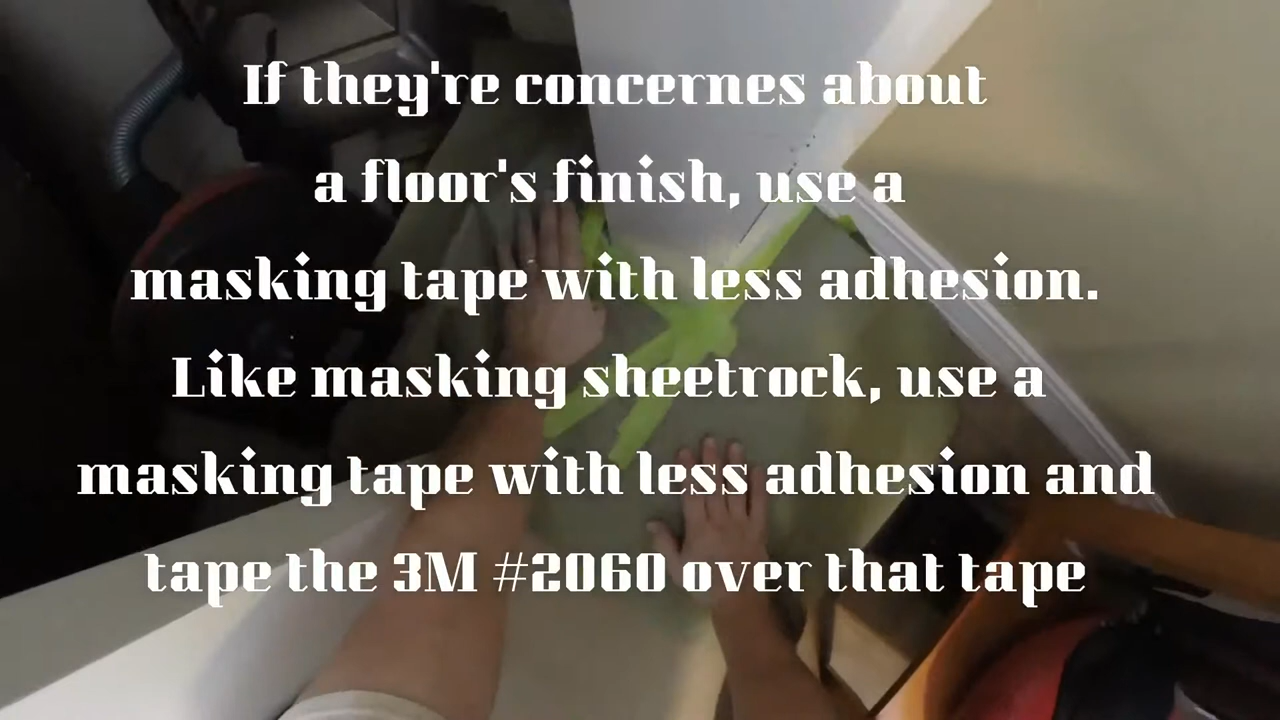 If they're concernes about
a floor's finish, use a
masking tape with less adhesion.
Like masking sheetrock, use a
masking tape with less adhesion and
tape the 3M #2060 over that tape